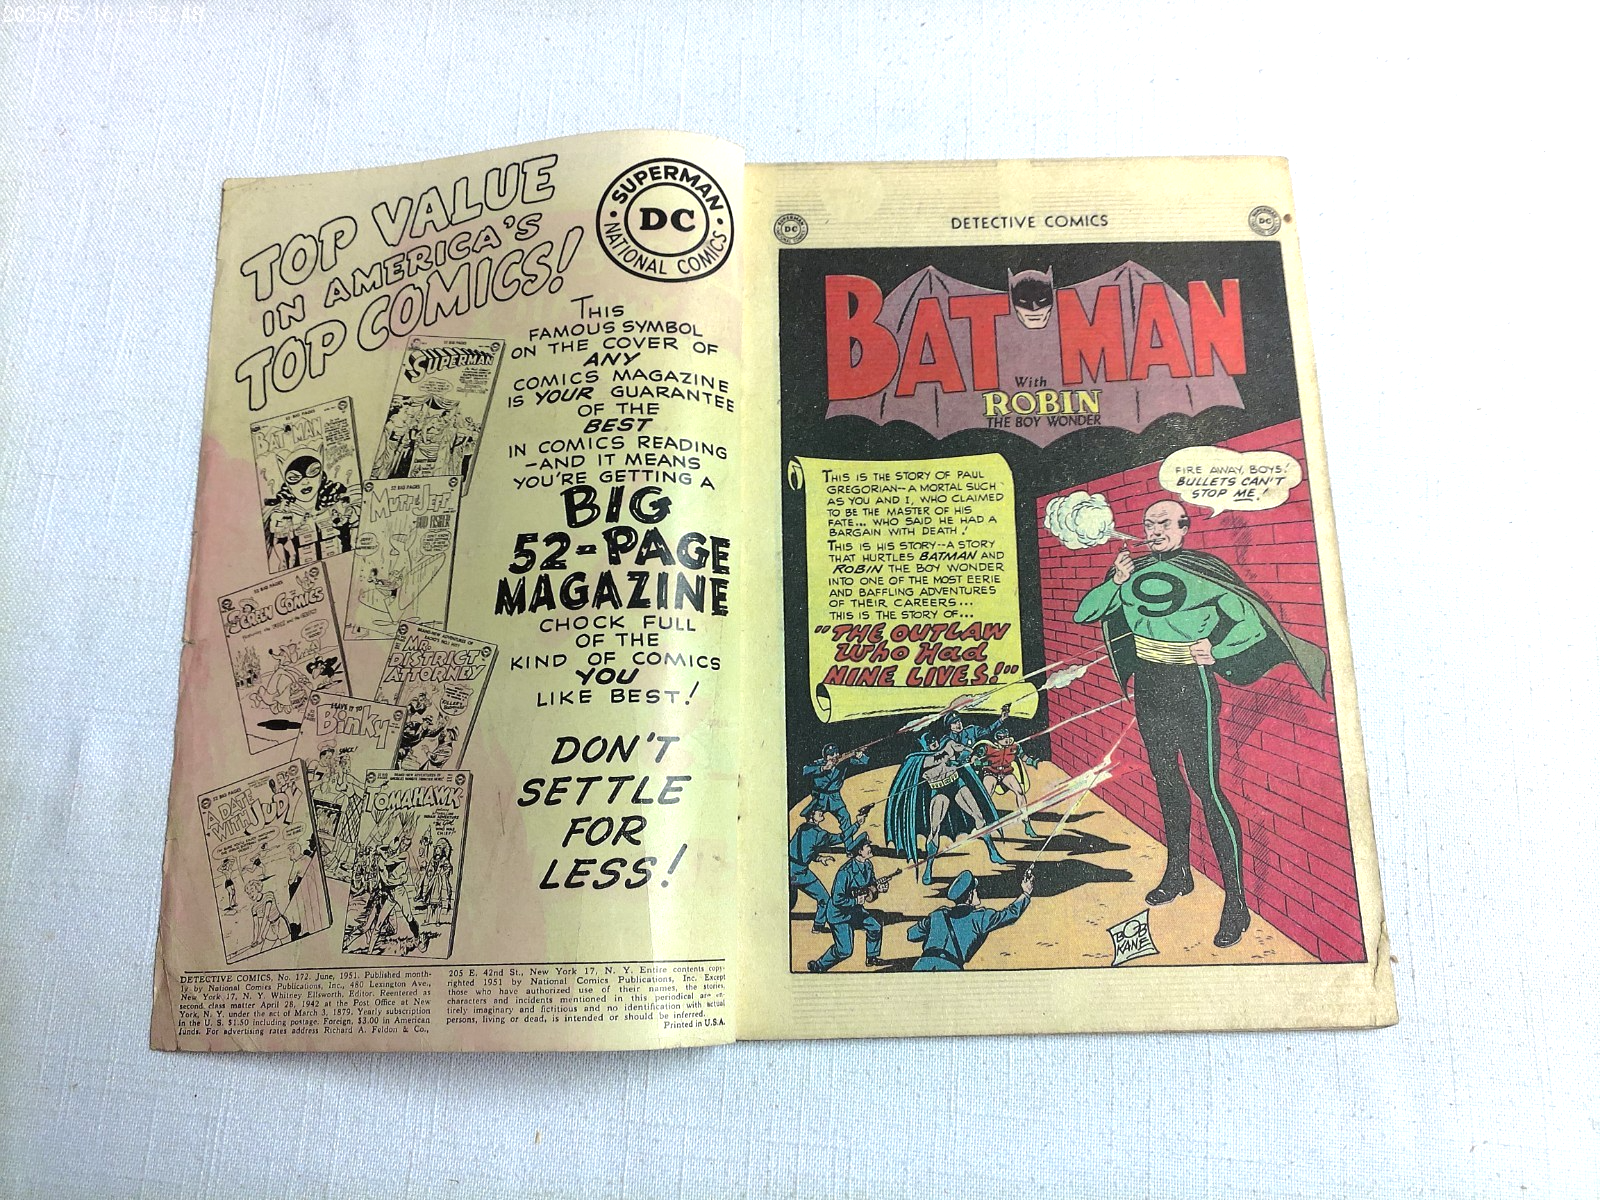 TOP VALUE
IN AMERICA'S
TOP COMICS!
SUPERMAN
DC
NATIONAL COMICS
THIS
FAMOUS SYMBOL
ON THE COVER OF
ANY
COMICS MAGAZINE
IS YOUR GUARANTEE
OF THE
BEST
IN COMICS READING
—AND IT MEANS
YOU'RE GETTING A
BIG
52-PAGE
MAGAZINE
CHOCK FULL
OF THE
KIND OF COMICS
YOU
LIKE BEST!
DON'T
SETTLE
FOR
LESS!
SUPERMAN
BATMAN
MUTT & JEFF
BUD FISHER
SCREEN COMICS
MR. DISTRICT ATTORNEY
LEAVE IT TO
BINKY
A DATE
WITH JUDY
TOMAHAWK
DETECTIVE COMICS, No. 172. June, 1951. Published month-
ly by National Comics Publications, Inc., 480 Lexington Ave.,
New York 17, N. Y. Whitney Ellsworth, Editor. Reentered as
second class matter April 28, 1942 at the Post Office at New
York, N. Y. under the act of March 3, 1879. Yearly subscription
in the U. S. $1.50 including postage. Foreign, $3.00 in American
funds. For advertising rates address Richard A. Feldon & Co.,
205 E. 42nd St., New York 17, N. Y. Entire contents copy-
righted 1951 by National Comics Publications, Inc. Except
those who have authorized use of their names, the stories,
characters and incidents mentioned in this periodical are en-
tirely imaginary and fictitious and no identification with actual
persons, living or dead, is intended or should be inferred.
Printed in U.S.A.
DETECTIVE COMICS
DC
DC
BATMAN
With
ROBIN
THE BOY WONDER
THIS IS THE STORY OF PAUL
GREGORIAN—A MORTAL SUCH
AS YOU AND I, WHO CLAIMED
TO BE THE MASTER OF HIS
FATE... WHO SAID HE HAD A
BARGAIN WITH DEATH!
THIS IS HIS STORY—A STORY
THAT HURTLES BATMAN AND
ROBIN THE BOY WONDER
INTO ONE OF THE MOST EERIE
AND BAFFLING ADVENTURES
OF THEIR CAREERS...
THIS IS THE STORY OF...
"THE OUTLAW
Who Had
NINE LIVES!"
FIRE AWAY, BOYS!
BULLETS CAN'T
STOP ME!
9
BOB
KANE